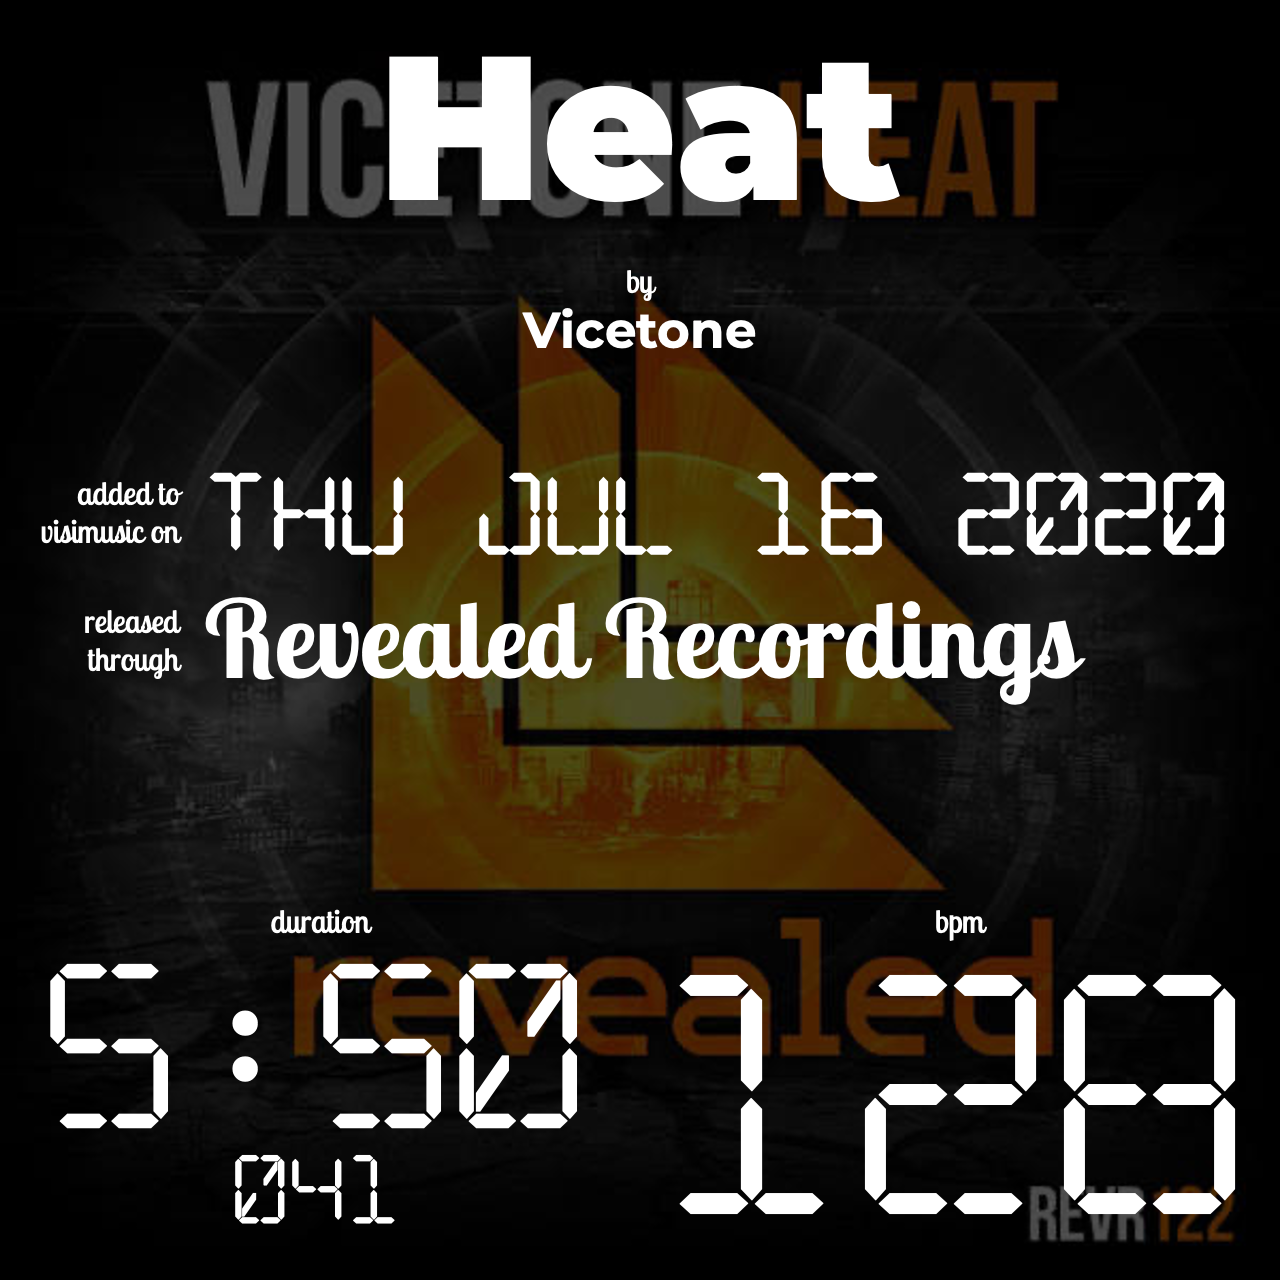 Heat
VICETONE HEAT
by
Vicetone
added to
visimusic on
THU JUL 16 2020
released
through
Revealed Recordings
duration
bpm
revealed
5:50
128
041
REVR122